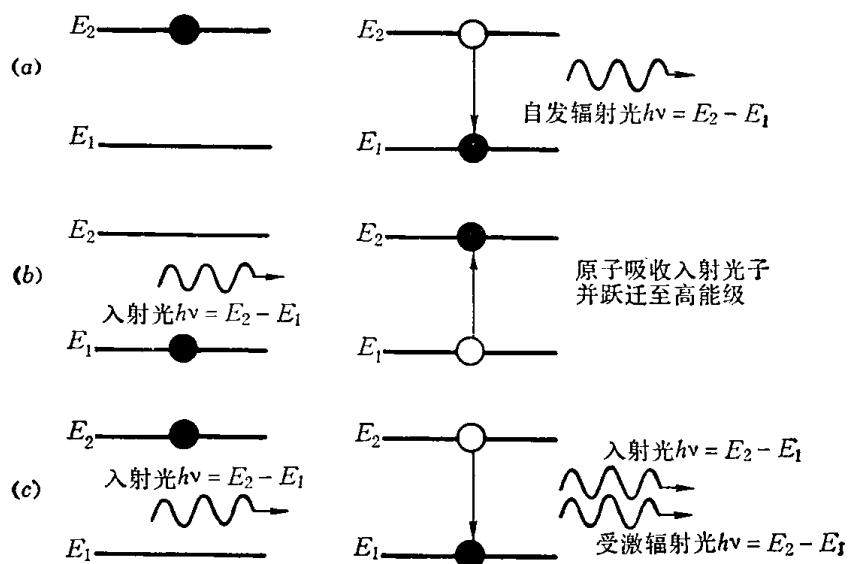 (a)
E₂
E₁
E₂
E₁
自发辐射光hν = E₂ − E₁
(b)
E₂
入射光hν = E₂ − E₁
E₁
E₂
E₁
原子吸收入射光子
并跃迁至高能级
(c)
E₂
入射光hν = E₂ − E₁
E₁
E₂
E₁
入射光hν = E₂ − E₁
受激辐射光hν = E₂ − E₁